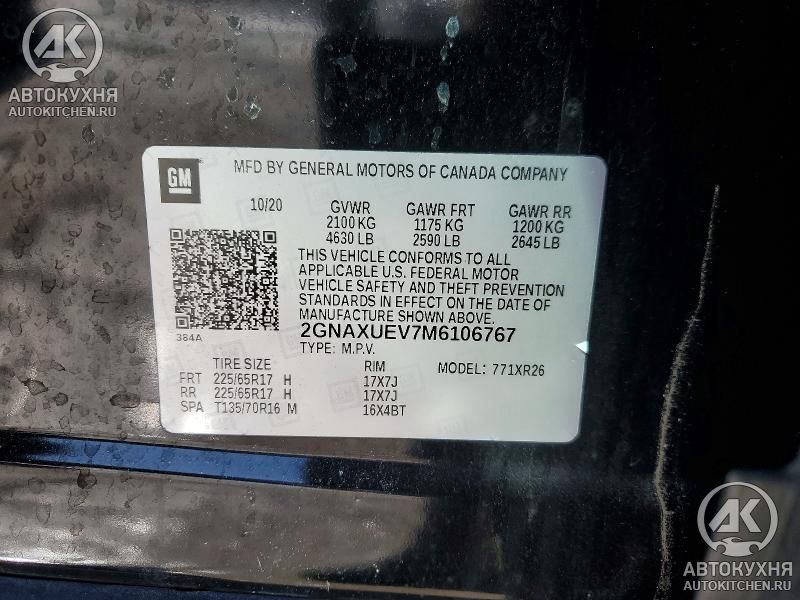 АК
АВТОКУХНЯ
AUTOKITCHEN.RU
GM
MFD BY GENERAL MOTORS OF CANADA COMPANY
10/20 GVWR GAWR FRT GAWR RR
2100 KG 1175 KG 1200 KG
4630 LB 2590 LB 2645 LB
THIS VEHICLE CONFORMS TO ALL
APPLICABLE U.S. FEDERAL MOTOR
VEHICLE SAFETY AND THEFT PREVENTION
STANDARDS IN EFFECT ON THE DATE OF
MANUFACTURE SHOWN ABOVE.
384A
2GNAXUEV7M6106767
TYPE: M.P.V. MODEL: 771XR26
TIRE SIZE RIM
FRT 225/65R17 H 17X7J
RR 225/65R17 H 17X7J
SPA T135/70R16 M 16X4BT
АК
АВТОКУХНЯ
AUTOKITCHEN.RU